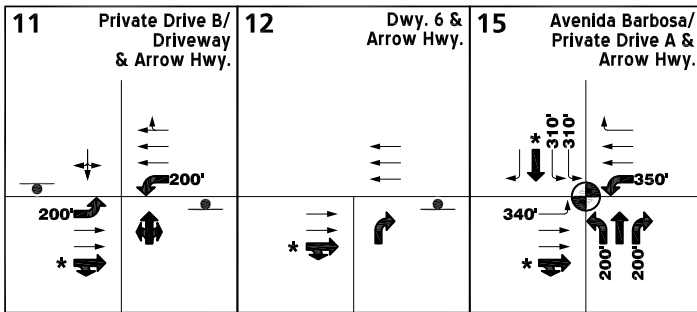 11 Private Drive B/
Driveway
& Arrow Hwy.
200'
200'
*
12 Dwy. 6 &
Arrow Hwy.
*
15 Avenida Barbosa/
Private Drive A &
Arrow Hwy.
* 310' 310'
350'
340'
* 200' 200'